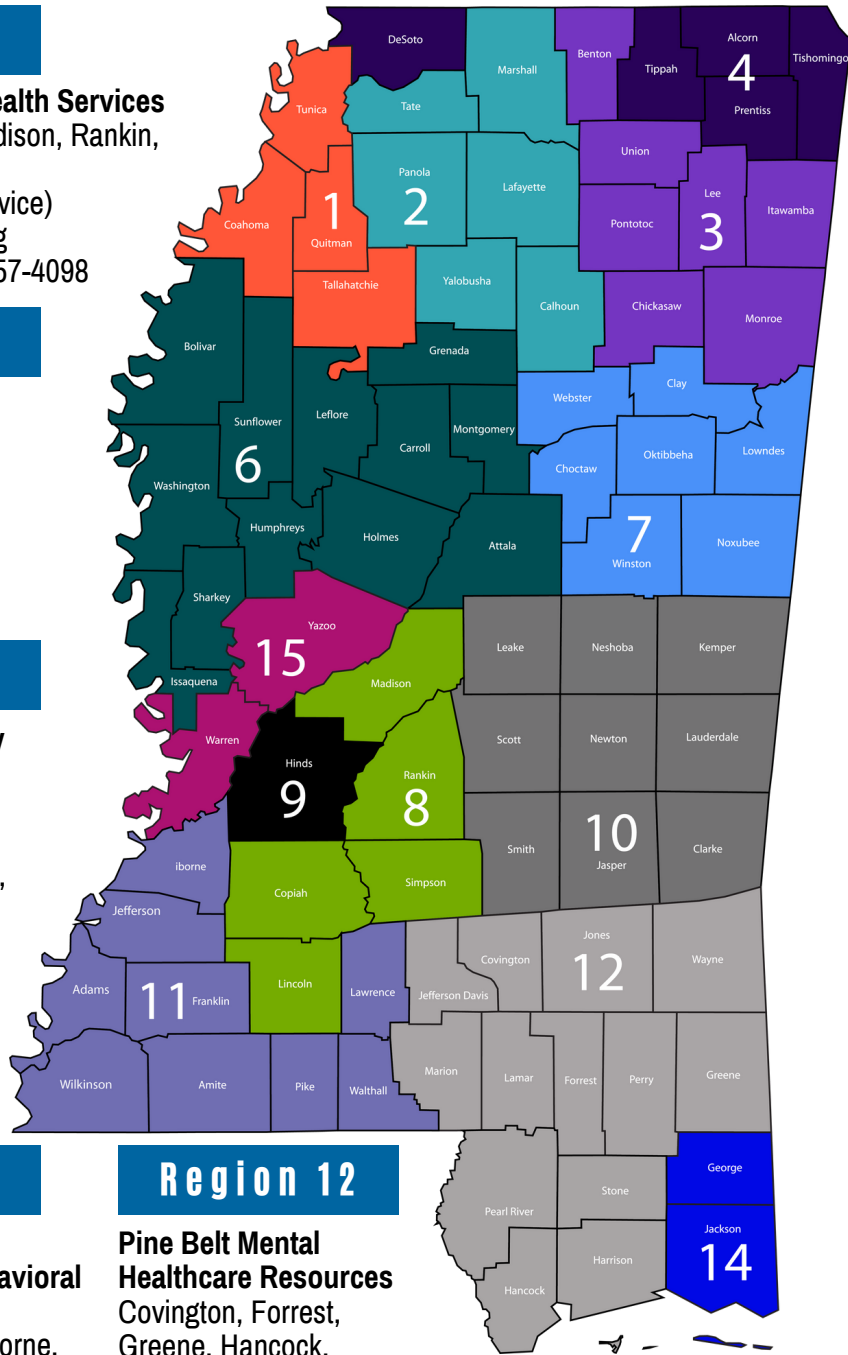 DeSoto
Marshall
Benton
Tippah
Alcorn
4
Tishomingo
Prentiss
Tate
Tunica
ealth Services
dison, Rankin,
vice)
g
57-4098
Union
Panola
2
Lafayette
Lee
3
Itawamba
Pontotoc
Coahoma
1
Quitman
Tallahatchie
Yalobusha
Calhoun
Chickasaw
Monroe
Bolivar
Grenada
Clay
Webster
Leflore
Sunflower
6
Carroll
Montgomery
Choctaw
Oktibbeha
Lowndes
Washington
Humphreys
Holmes
Attala
7
Winston
Noxubee
Sharkey
Yazoo
15
Leake
Neshoba
Kemper
Issaquena
Madison
Warren
Hinds
9
Scott
Newton
Lauderdale
Rankin
8
y
,
Smith
10
Jasper
Clarke
iborne
Copiah
Simpson
Jefferson
Jones
12
Covington
Wayne
Adams
11
Franklin
Lincoln
Lawrence
Jefferson Davis
Wilkinson
Amite
Pike
Walthall
Marion
Lamar
Forrest
Perry
Greene
George
Stone
Pearl River
Jackson
14
Harrison
Hancock
Region 12
Pine Belt Mental
Healthcare Resources
Covington, Forrest,
Greene, Hancock,
avioral
orne,